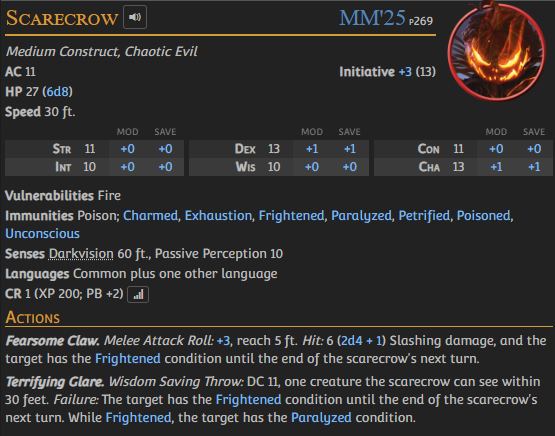 SCARECROW MM'25 P269
Medium Construct, Chaotic Evil
AC 11 Initiative +3 (13)
HP 27 (6d8)
Speed 30 ft.
MOD SAVE MOD SAVE MOD SAVE
STR 11 +0 +0 DEX 13 +1 +1 CON 11 +0 +0
INT 10 +0 +0 WIS 10 +0 +0 CHA 13 +1 +1
Vulnerabilities Fire
Immunities Poison; Charmed, Exhaustion, Frightened, Paralyzed, Petrified, Poisoned,
Unconscious
Senses Darkvision 60 ft., Passive Perception 10
Languages Common plus one other language
CR 1 (XP 200; PB +2)
ACTIONS
Fearsome Claw. Melee Attack Roll: +3, reach 5 ft. Hit: 6 (2d4 + 1) Slashing damage, and the
target has the Frightened condition until the end of the scarecrow's next turn.
Terrifying Glare. Wisdom Saving Throw: DC 11, one creature the scarecrow can see within
30 feet. Failure: The target has the Frightened condition until the end of the scarecrow's
next turn. While Frightened, the target has the Paralyzed condition.